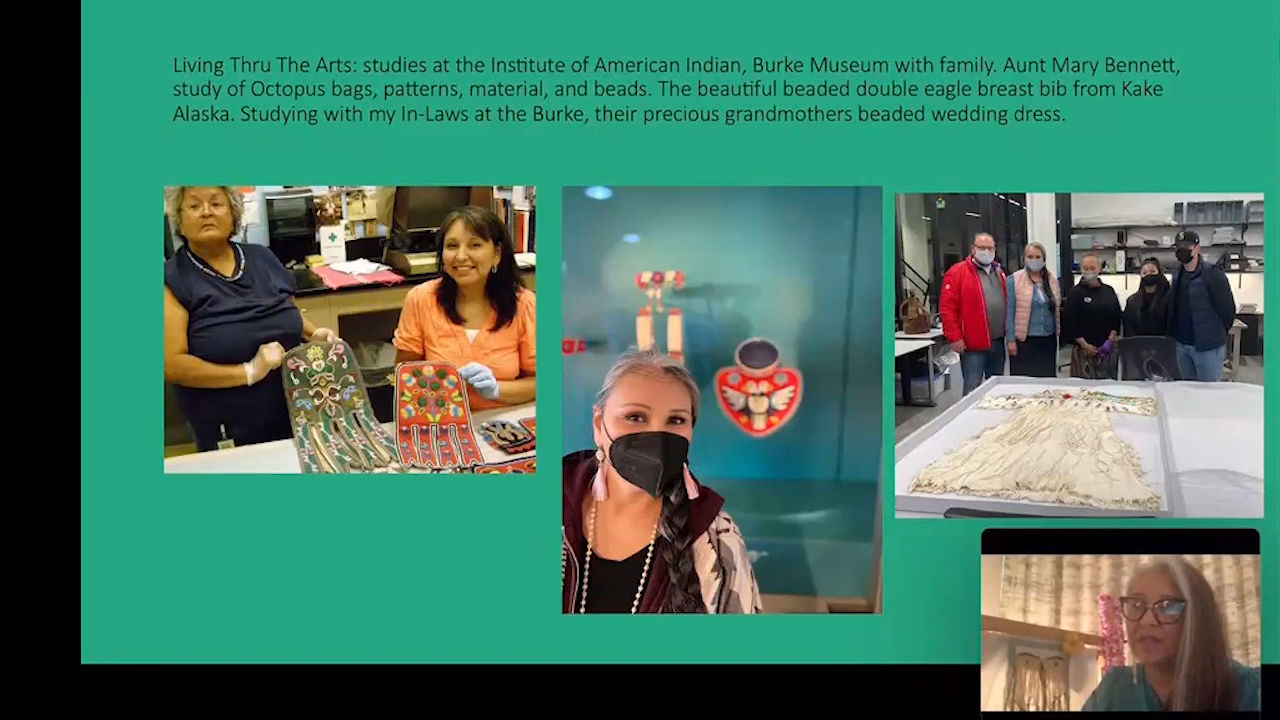 Living Thru The Arts: studies at the Institute of American Indian, Burke Museum with family. Aunt Mary Bennett,
study of Octopus bags, patterns, material, and beads. The beautiful beaded double eagle breast bib from Kake
Alaska. Studying with my In-Laws at the Burke, their precious grandmothers beaded wedding dress.